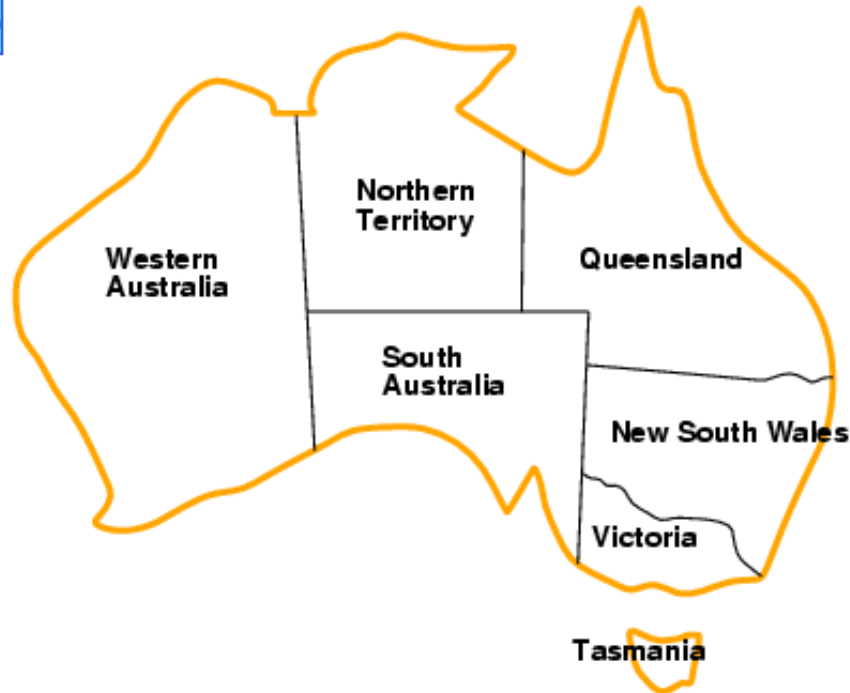 Northern
Territory
Western
Australia
Queensland
South
Australia
New South Wales
Victoria
Tasmania